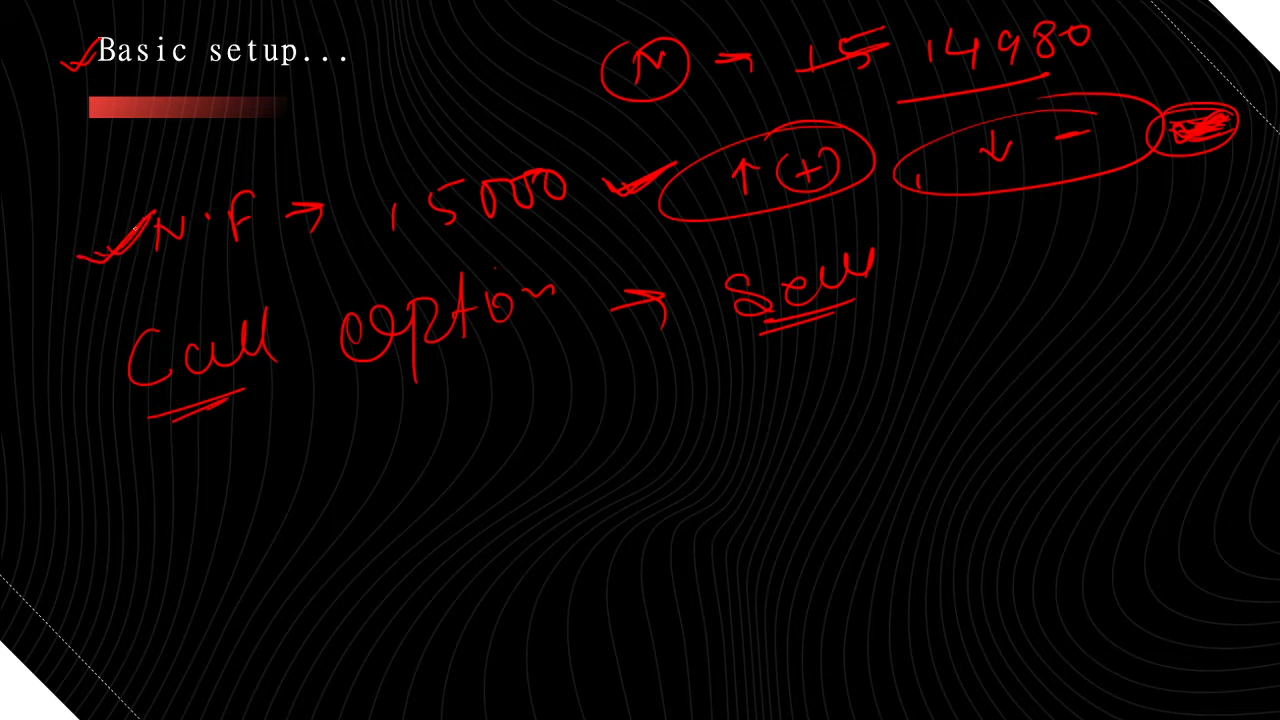 Basic setup...
N → 15 14980
N.F → 15000 ↑ + ↓ -
Call option → Sell